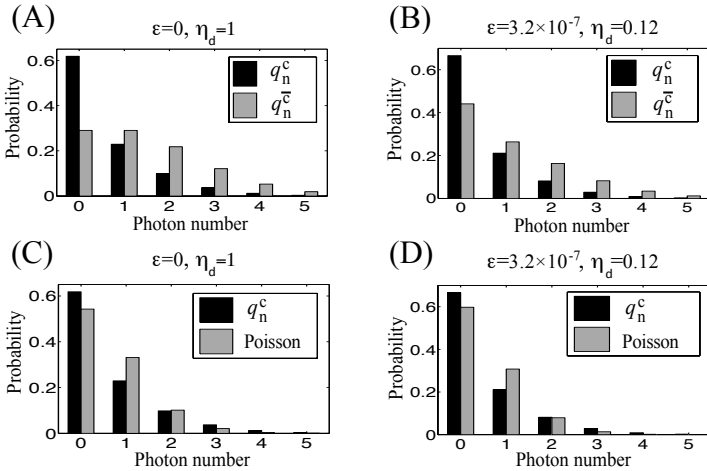 (A)
ε=0, η_d=1
0.6
0.4
0.2
0
Probability
q_n^c
q_n^c̄
0 1 2 3 4 5
Photon number
(B)
ε=3.2×10^-7, η_d=0.12
0.6
0.4
0.2
0
Probability
q_n^c
q_n^c̄
0 1 2 3 4 5
Photon number
(C)
ε=0, η_d=1
0.6
0.4
0.2
0
Probability
q_n^c
Poisson
0 1 2 3 4 5
Photon number
(D)
ε=3.2×10^-7, η_d=0.12
0.6
0.4
0.2
0
Probability
q_n^c
Poisson
0 1 2 3 4 5
Photon number